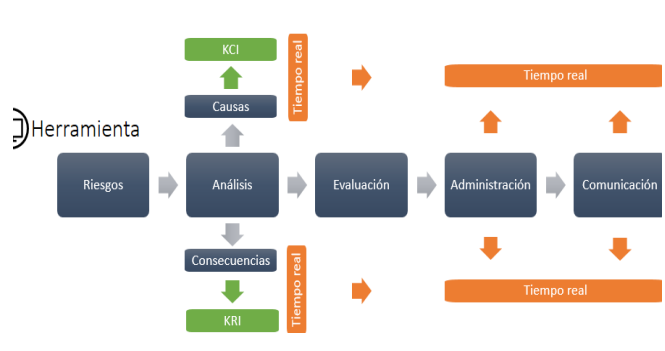 KCI
Tiempo real
Tiempo real
Causas
Herramienta
Riesgos
Análisis
Evaluación
Administración
Comunicación
Consecuencias
Tiempo real
Tiempo real
KRI